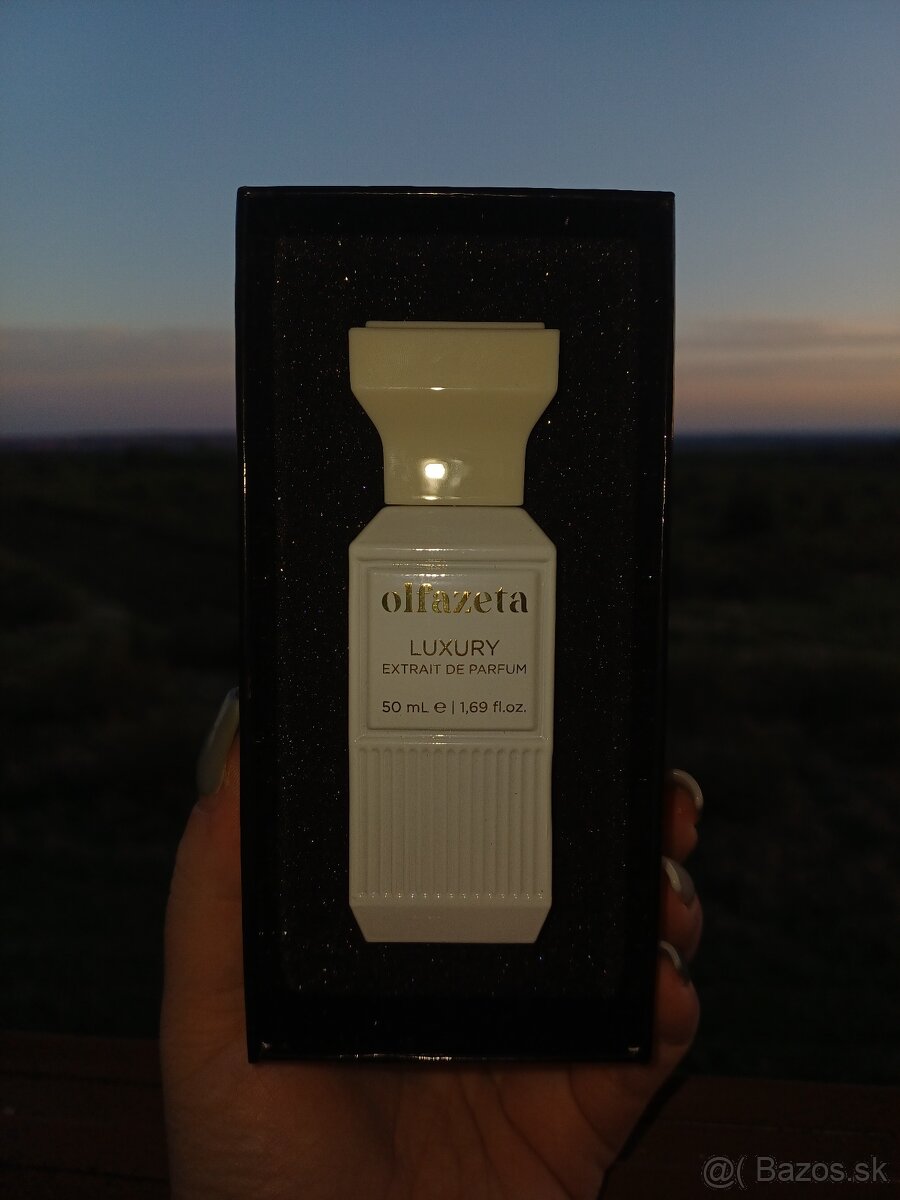 olfazeta
LUXURY
EXTRAIT DE PARFUM
50 mL ℮ | 1,69 fl.oz.
@( Bazos.sk